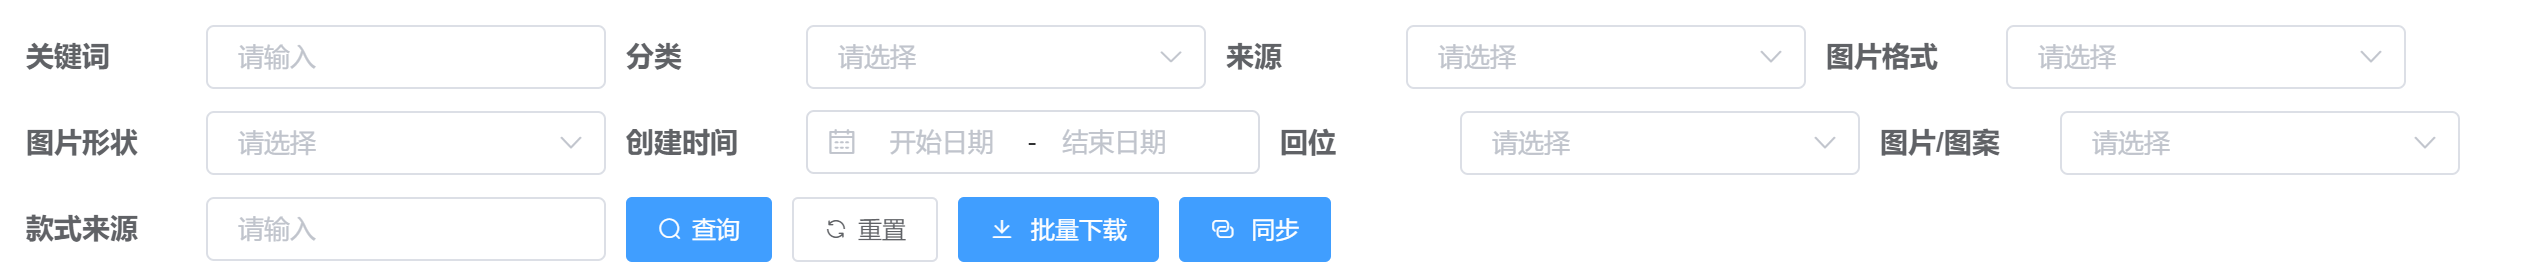 关键词 请输入 分类 请选择 来源 请选择 图片格式 请选择
图片形状 请选择 创建时间 开始日期 - 结束日期 回位 请选择 图片/图案 请选择
款式来源 请输入 查询 重置 批量下载 同步